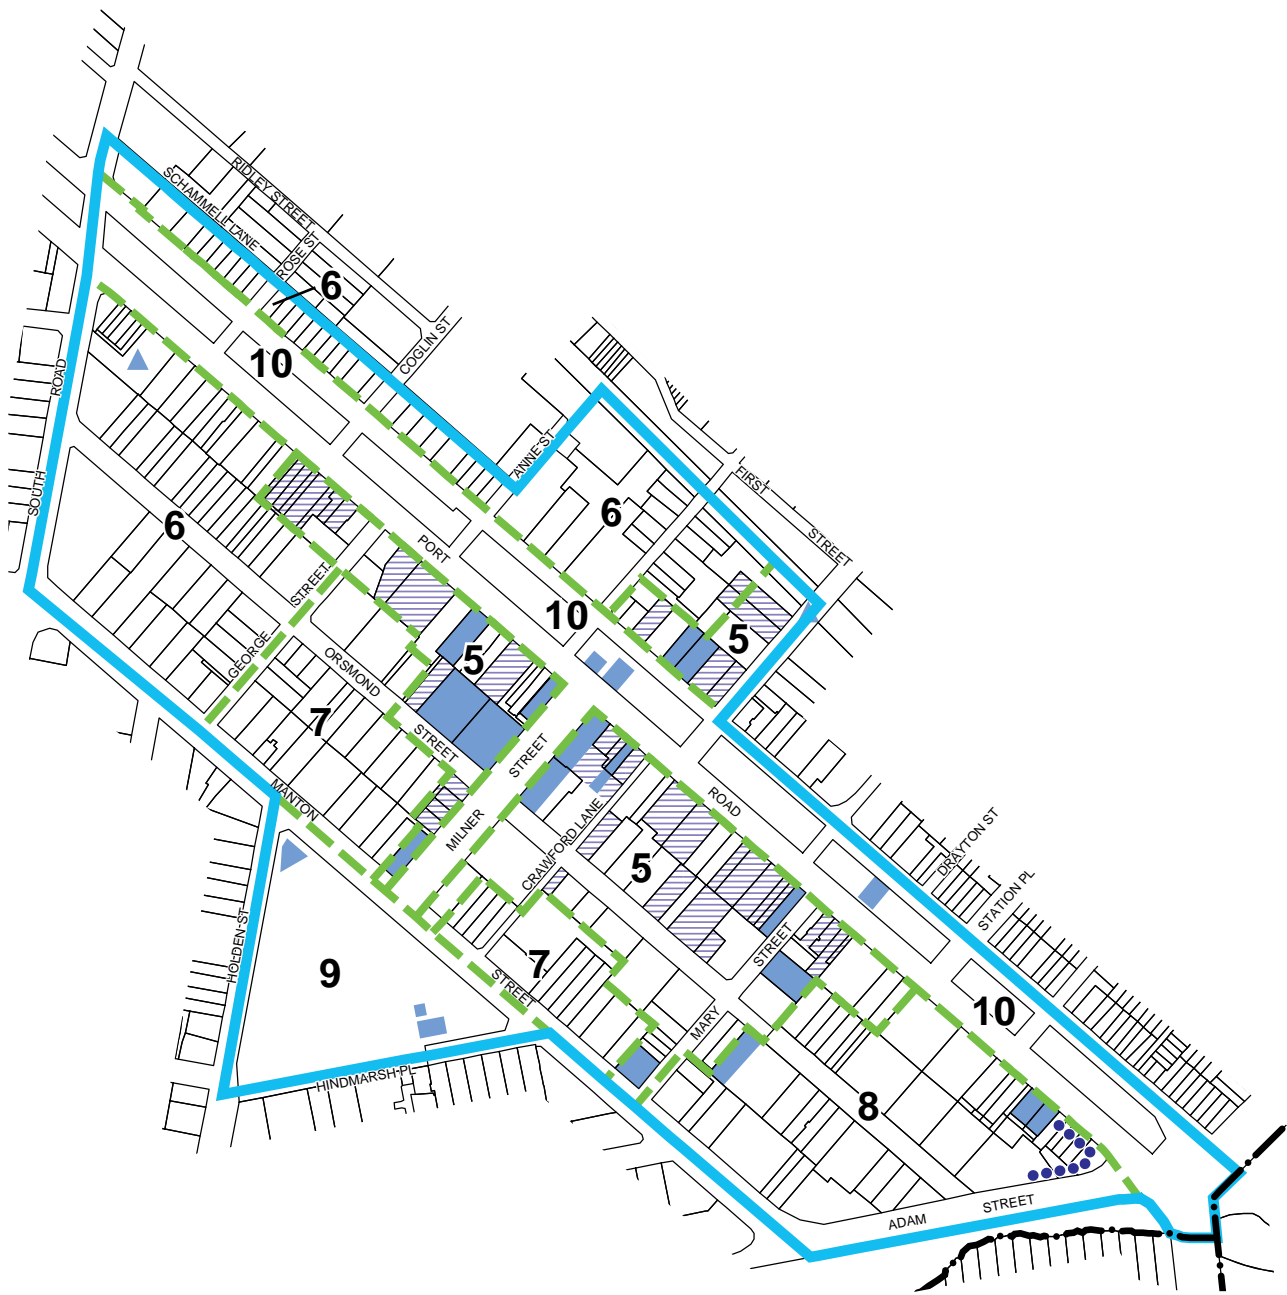 RIDLEY STREET
SCHAMMELL LANE
ROSE ST
6
COGLIN ST
10
ROAD
SOUTH
ANNE ST
FIRST
STREET
6
6
PORT
10
5
STREET
GEORGE
ORSMOND
STREET
5
7
STREET
MILNER
MANTON
ROAD
CRAWFORD LANE
5
DRAYTON ST
STATION PL
HOLDEN ST
9
7
STREET
STREET
MARY
10
HINDMARSH PL
8
ADAM
STREET